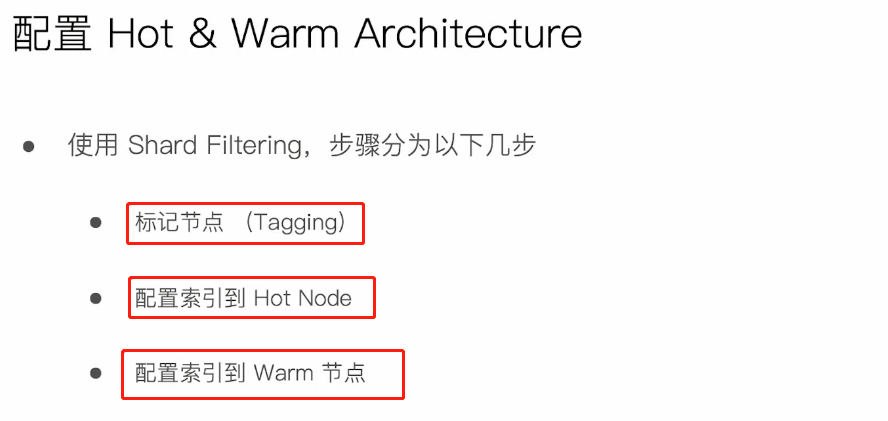 配置 Hot & Warm Architecture
使用 Shard Filtering，步骤分为以下几步
标记节点 （Tagging）
配置索引到 Hot Node
配置索引到 Warm 节点